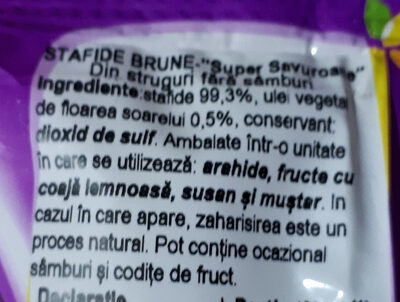 STAFIDE BRUNE-"Super Savuroase"
Din struguri fără sâmburi
Ingrediente:stafide 99,3%, ulei vegetal
de floarea soarelui 0,5%, conservant:
dioxid de sulf. Ambalate într-o unitate
în care se utilizează: arahide, fructe cu
coajă lemnoasă, susan și muștar. In
cazul în care apare, zaharisirea este un
proces natural. Pot conține ocazional
sâmburi și codițe de fruct.